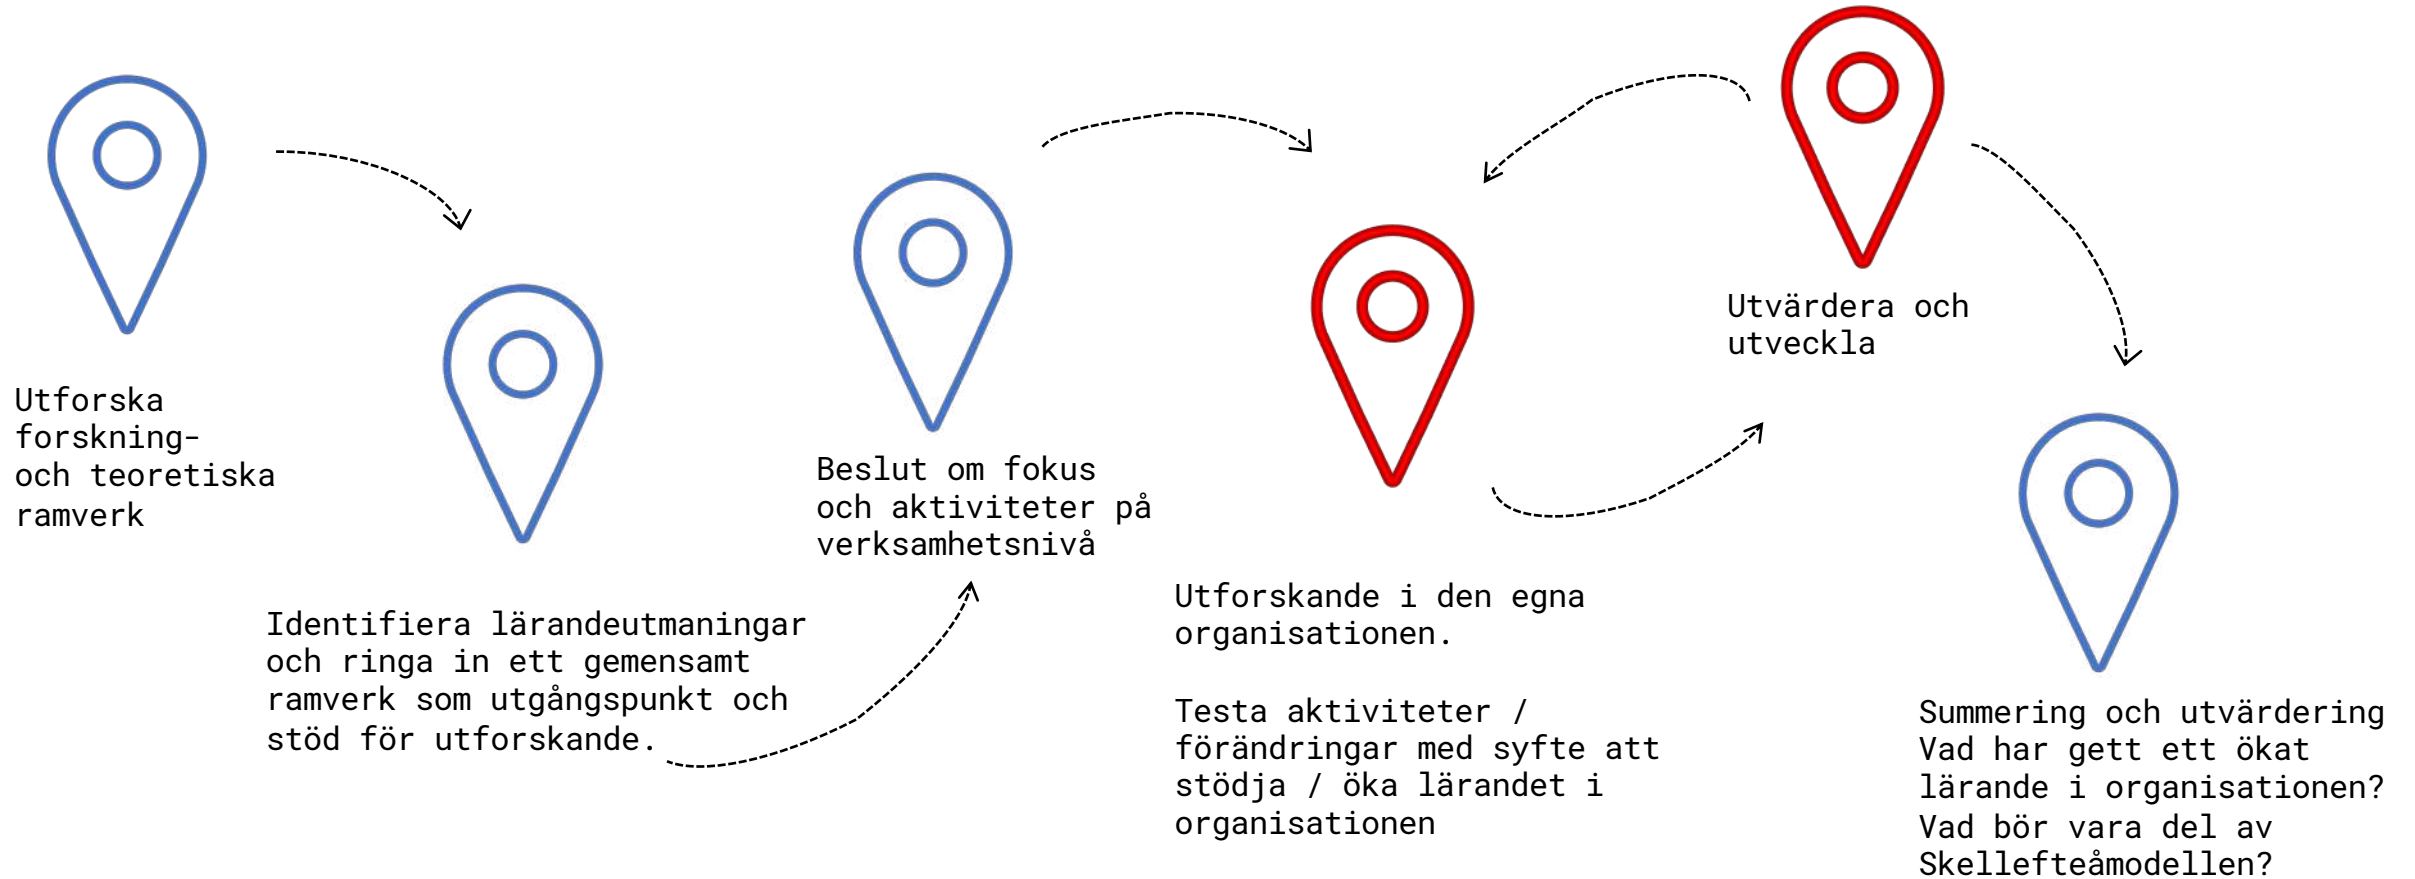 Utforska
forskning-
och teoretiska
ramverk
Identifiera lärandeutmaningar
och ringa in ett gemensamt
ramverk som utgångspunkt och
stöd för utforskande.
Beslut om fokus
och aktiviteter på
verksamhetsnivå
Utforskande i den egna
organisationen.
Testa aktiviteter /
förändringar med syfte att
stödja / öka lärandet i
organisationen
Utvärdera och
utveckla
Summering och utvärdering
Vad har gett ett ökat
lärande i organisationen?
Vad bör vara del av
Skellefteåmodellen?